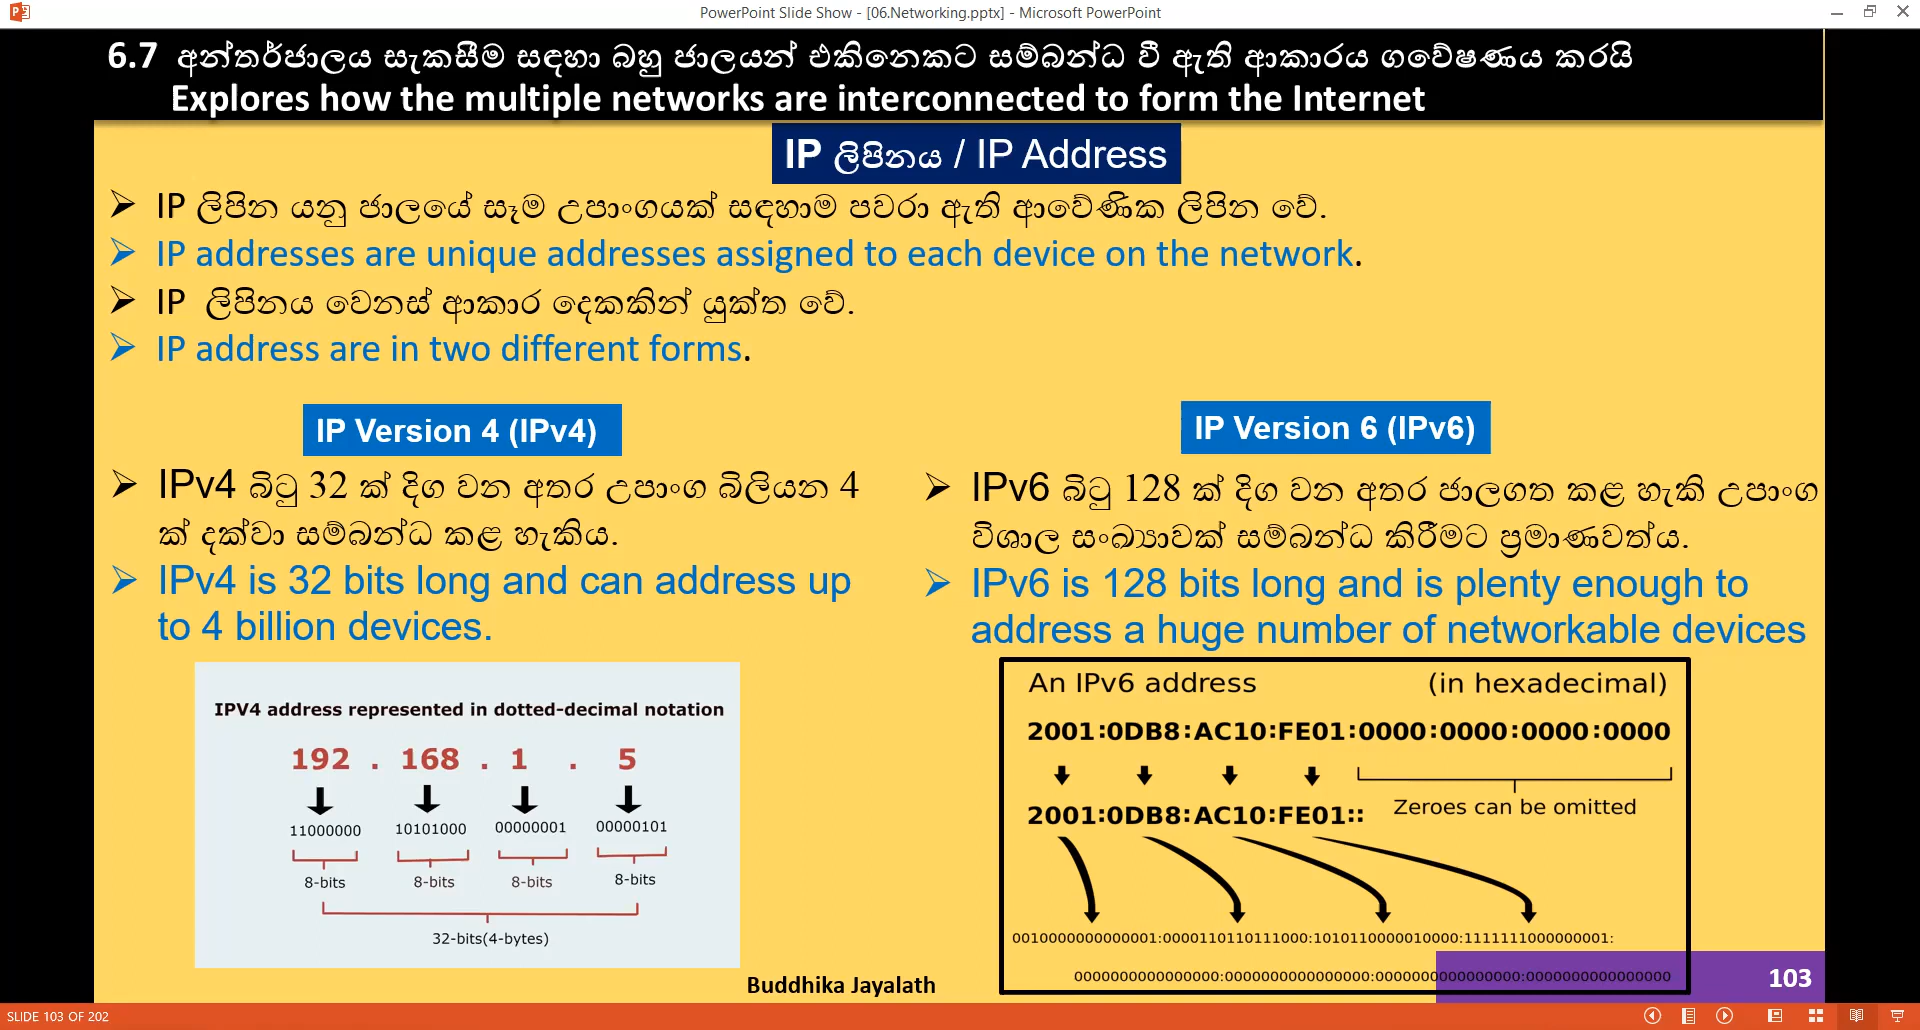 PowerPoint Slide Show - [06.Networking.pptx] - Microsoft PowerPoint
6.7 අන්තර්ජාලය සැකසීම සඳහා බහු ජාලයන් එකිනෙකට සම්බන්ධ වී ඇති ආකාරය ගවේෂණය කරයි
Explores how the multiple networks are interconnected to form the Internet
IP ලිපිනය / IP Address
IP ලිපින යනු ජාලයේ සෑම උපාංගයක් සඳහාම පවරා ඇති ආවේණික ලිපින වේ.
IP addresses are unique addresses assigned to each device on the network.
IP ලිපිනය වෙනස් ආකාර දෙකකින් යුක්ත වේ.
IP address are in two different forms.
IP Version 4 (IPv4)
IPv4 බිටු 32 ක් දිග වන අතර උපාංග බිලියන 4
ක් දක්වා සම්බන්ධ කළ හැකිය.
IPv4 is 32 bits long and can address up
to 4 billion devices.
IPV4 address represented in dotted-decimal notation
192 . 168 . 1 . 5
11000000 10101000 00000001 00000101
8-bits 8-bits 8-bits 8-bits
32-bits(4-bytes)
IP Version 6 (IPv6)
IPv6 බිටු 128 ක් දිග වන අතර ජාලගත කළ හැකි උපාංග
විශාල සංඛ්‍යාවක් සම්බන්ධ කිරීමට ප්‍රමාණවත්ය.
IPv6 is 128 bits long and is plenty enough to
address a huge number of networkable devices
An IPv6 address (in hexadecimal)
2001:0DB8:AC10:FE01:0000:0000:0000:0000
2001:0DB8:AC10:FE01:: Zeroes can be omitted
0010000000000001:0000110110111000:1010110000010000:1111111000000001:
0000000000000000:0000000000000000:0000000000000000:0000000000000000
Buddhika Jayalath
103
SLIDE 103 OF 202